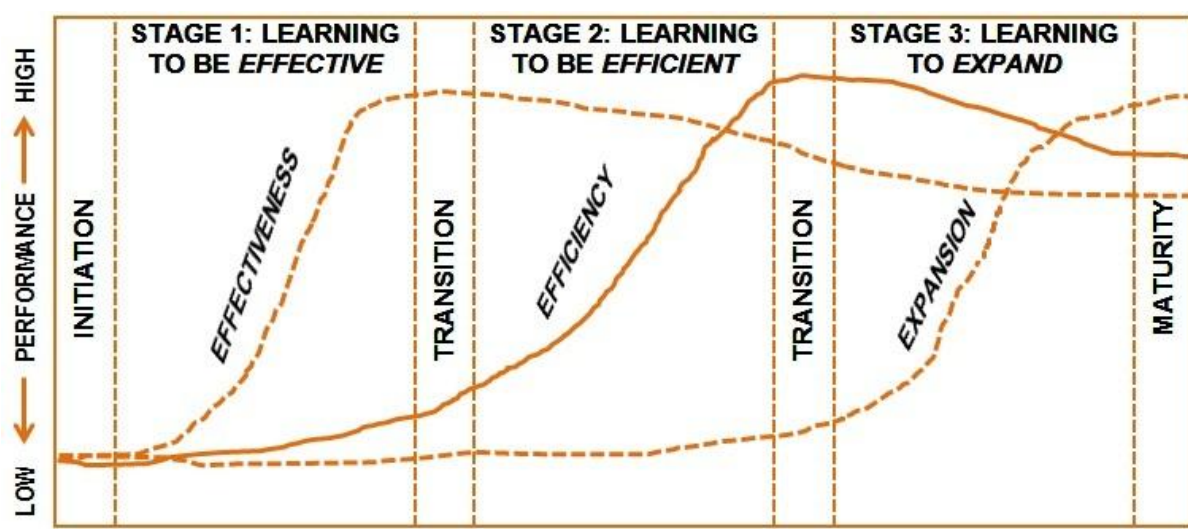 STAGE 1: LEARNING
TO BE EFFECTIVE
STAGE 2: LEARNING
TO BE EFFICIENT
STAGE 3: LEARNING
TO EXPAND
HIGH
PERFORMANCE
LOW
INITIATION
EFFECTIVENESS
TRANSITION
EFFICIENCY
TRANSITION
EXPANSION
MATURITY